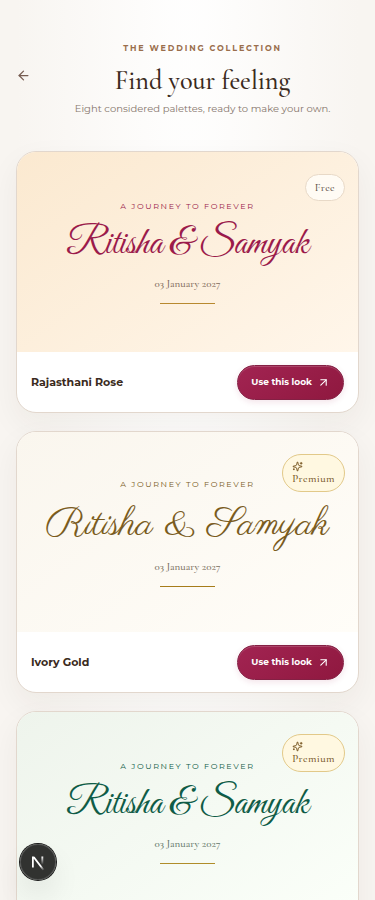 THE WEDDING COLLECTION
Find your feeling
Eight considered palettes, ready to make your own.
Free
A JOURNEY TO FOREVER
Ritisha & Samyak
03 January 2027
Rajasthani Rose
Use this look
Premium
A JOURNEY TO FOREVER
Ritisha & Samyak
03 January 2027
Ivory Gold
Use this look
Premium
A JOURNEY TO FOREVER
Ritisha & Samyak
03 January 2027
N